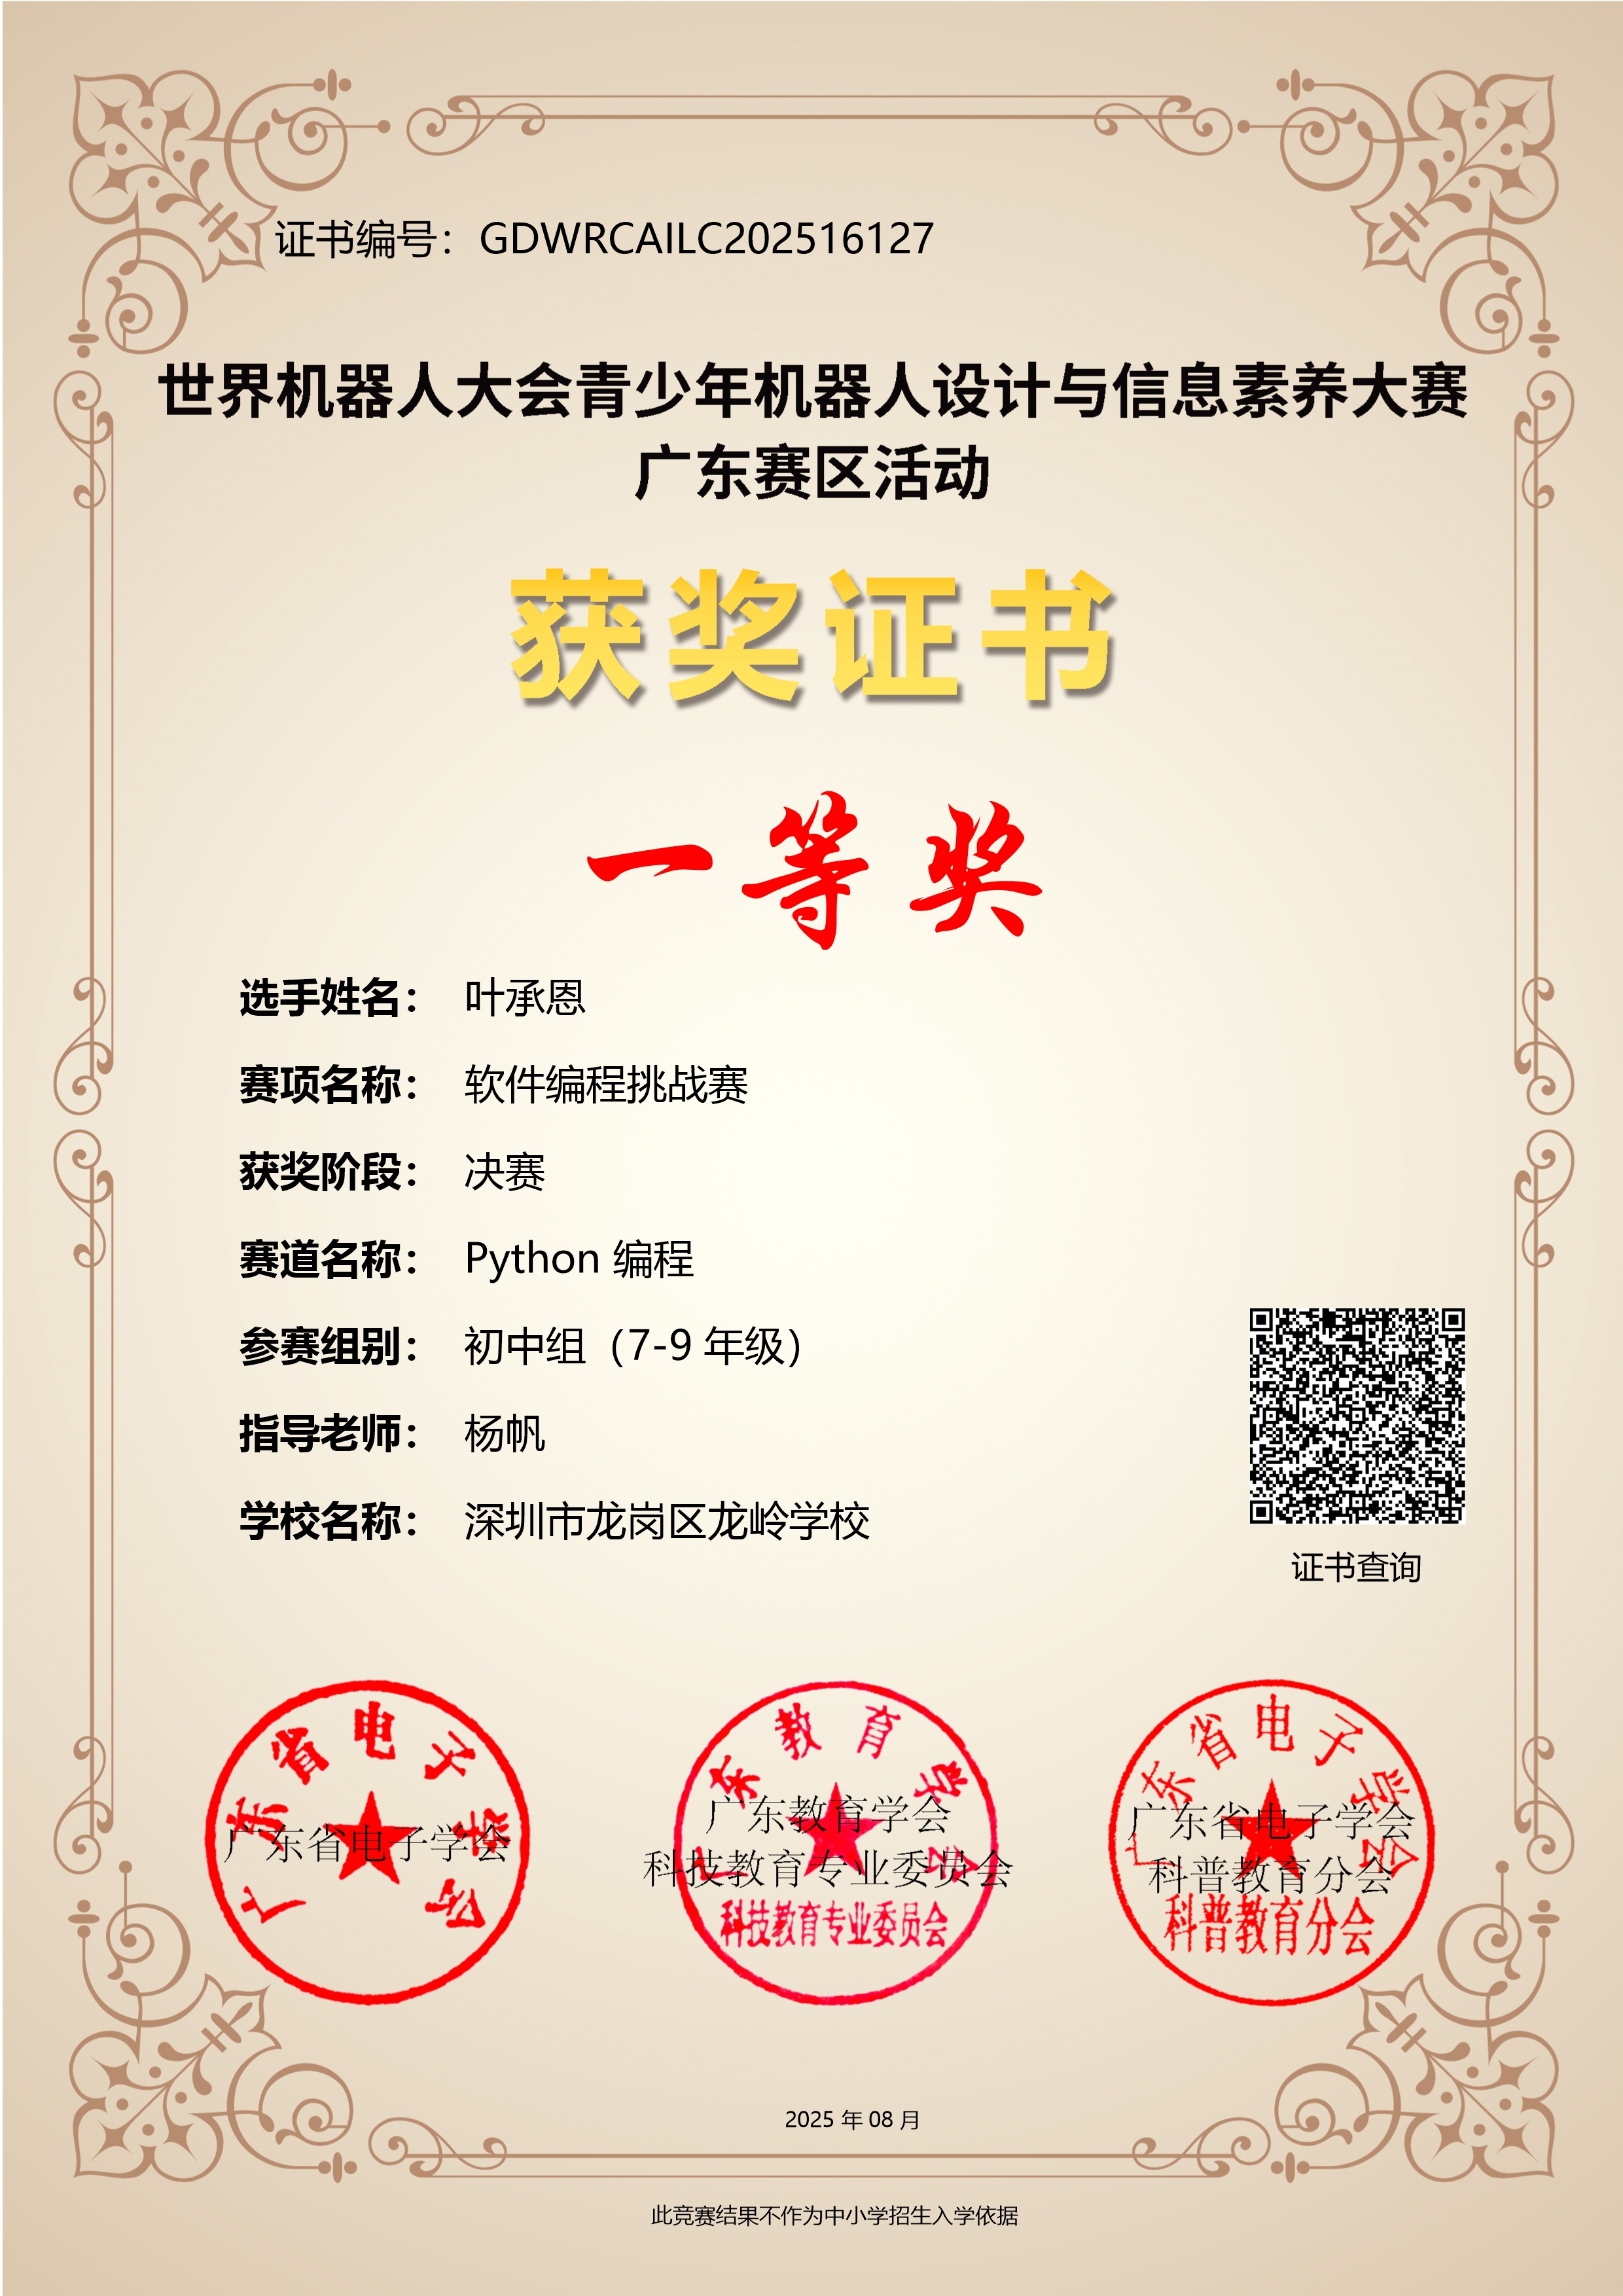 证书编号：GDWRCAILC202516127
世界机器人大会青少年机器人设计与信息素养大赛
广东赛区活动
获奖证书
一等奖
选手姓名： 叶承恩
赛项名称： 软件编程挑战赛
获奖阶段： 决赛
赛道名称： Python 编程
参赛组别： 初中组（7-9 年级）
指导老师： 杨帆
学校名称： 深圳市龙岗区龙岭学校
证书查询
广东省电子学会
广东省电子学会
广东教育学会
广东教育学会
科技教育专业委员会
科技教育专业委员会
广东省电子学会
广东省电子学会
科普教育分会
科普教育分会
2025 年 08 月
此竞赛结果不作为中小学招生入学依据